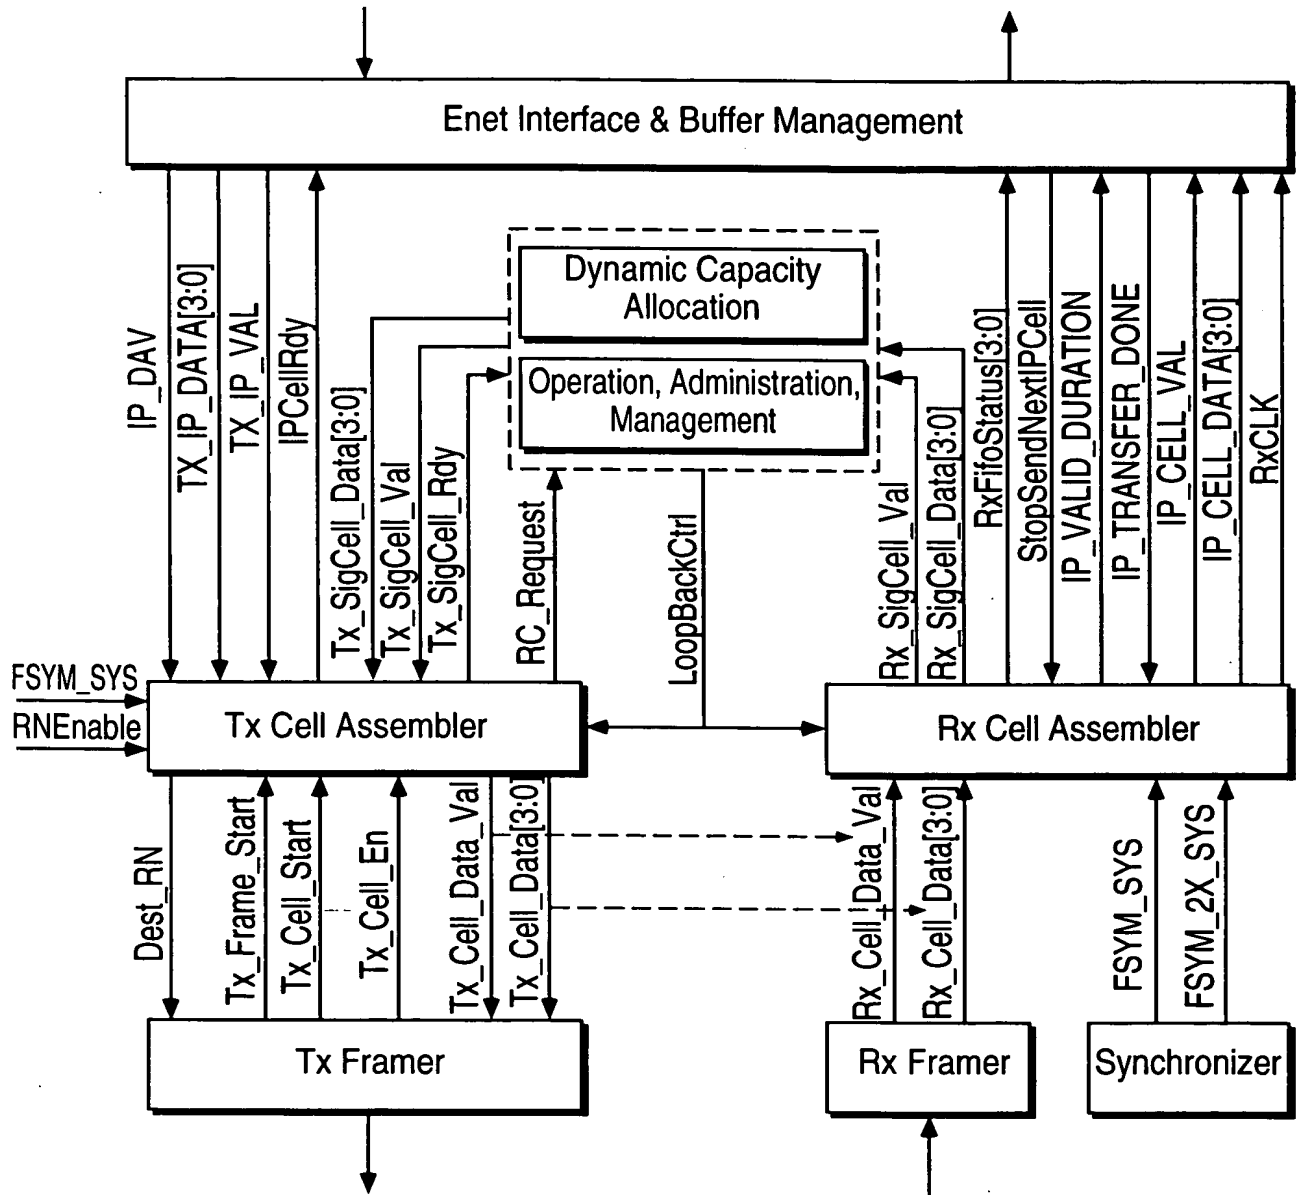 Enet Interface & Buffer Management
IP_DAV
TX_IP_DATA[3:0]
TX_IP_VAL
IPCellRdy
Tx_SigCell_Data[3:0]
Tx_SigCell_Val
Tx_SigCell_Rdy
Dynamic Capacity
Allocation
Operation, Administration,
Management
RC_Request
LoopBackCtrl
Rx_SigCell_Val
Rx_SigCell_Data[3:0]
RxFifoStatus[3:0]
StopSendNextIPCell
IP_VALID_DURATION
IP_TRANSFER_DONE
IP_CELL_VAL
IP_CELL_DATA[3:0]
RxCLK
FSYM_SYS
RNEnable
Tx Cell Assembler
Rx Cell Assembler
Dest_RN
Tx_Frame_Start
Tx_Cell_Start
Tx_Cell_En
Tx_Cell_Data_Val
Tx_Cell_Data[3:0]
Rx_Cell_Data_Val
Rx_Cell_Data[3:0]
FSYM_SYS
FSYM_2X_SYS
Tx Framer
Rx Framer
Synchronizer